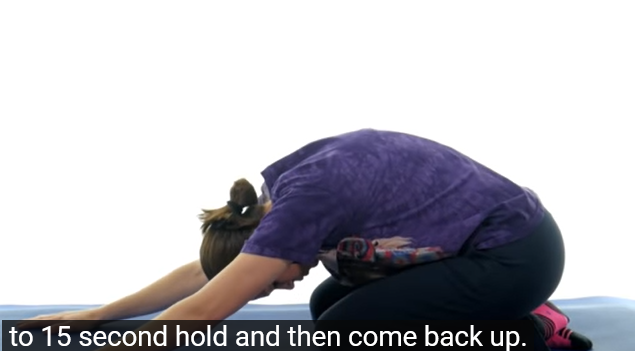 to 15 second hold and then come back up.